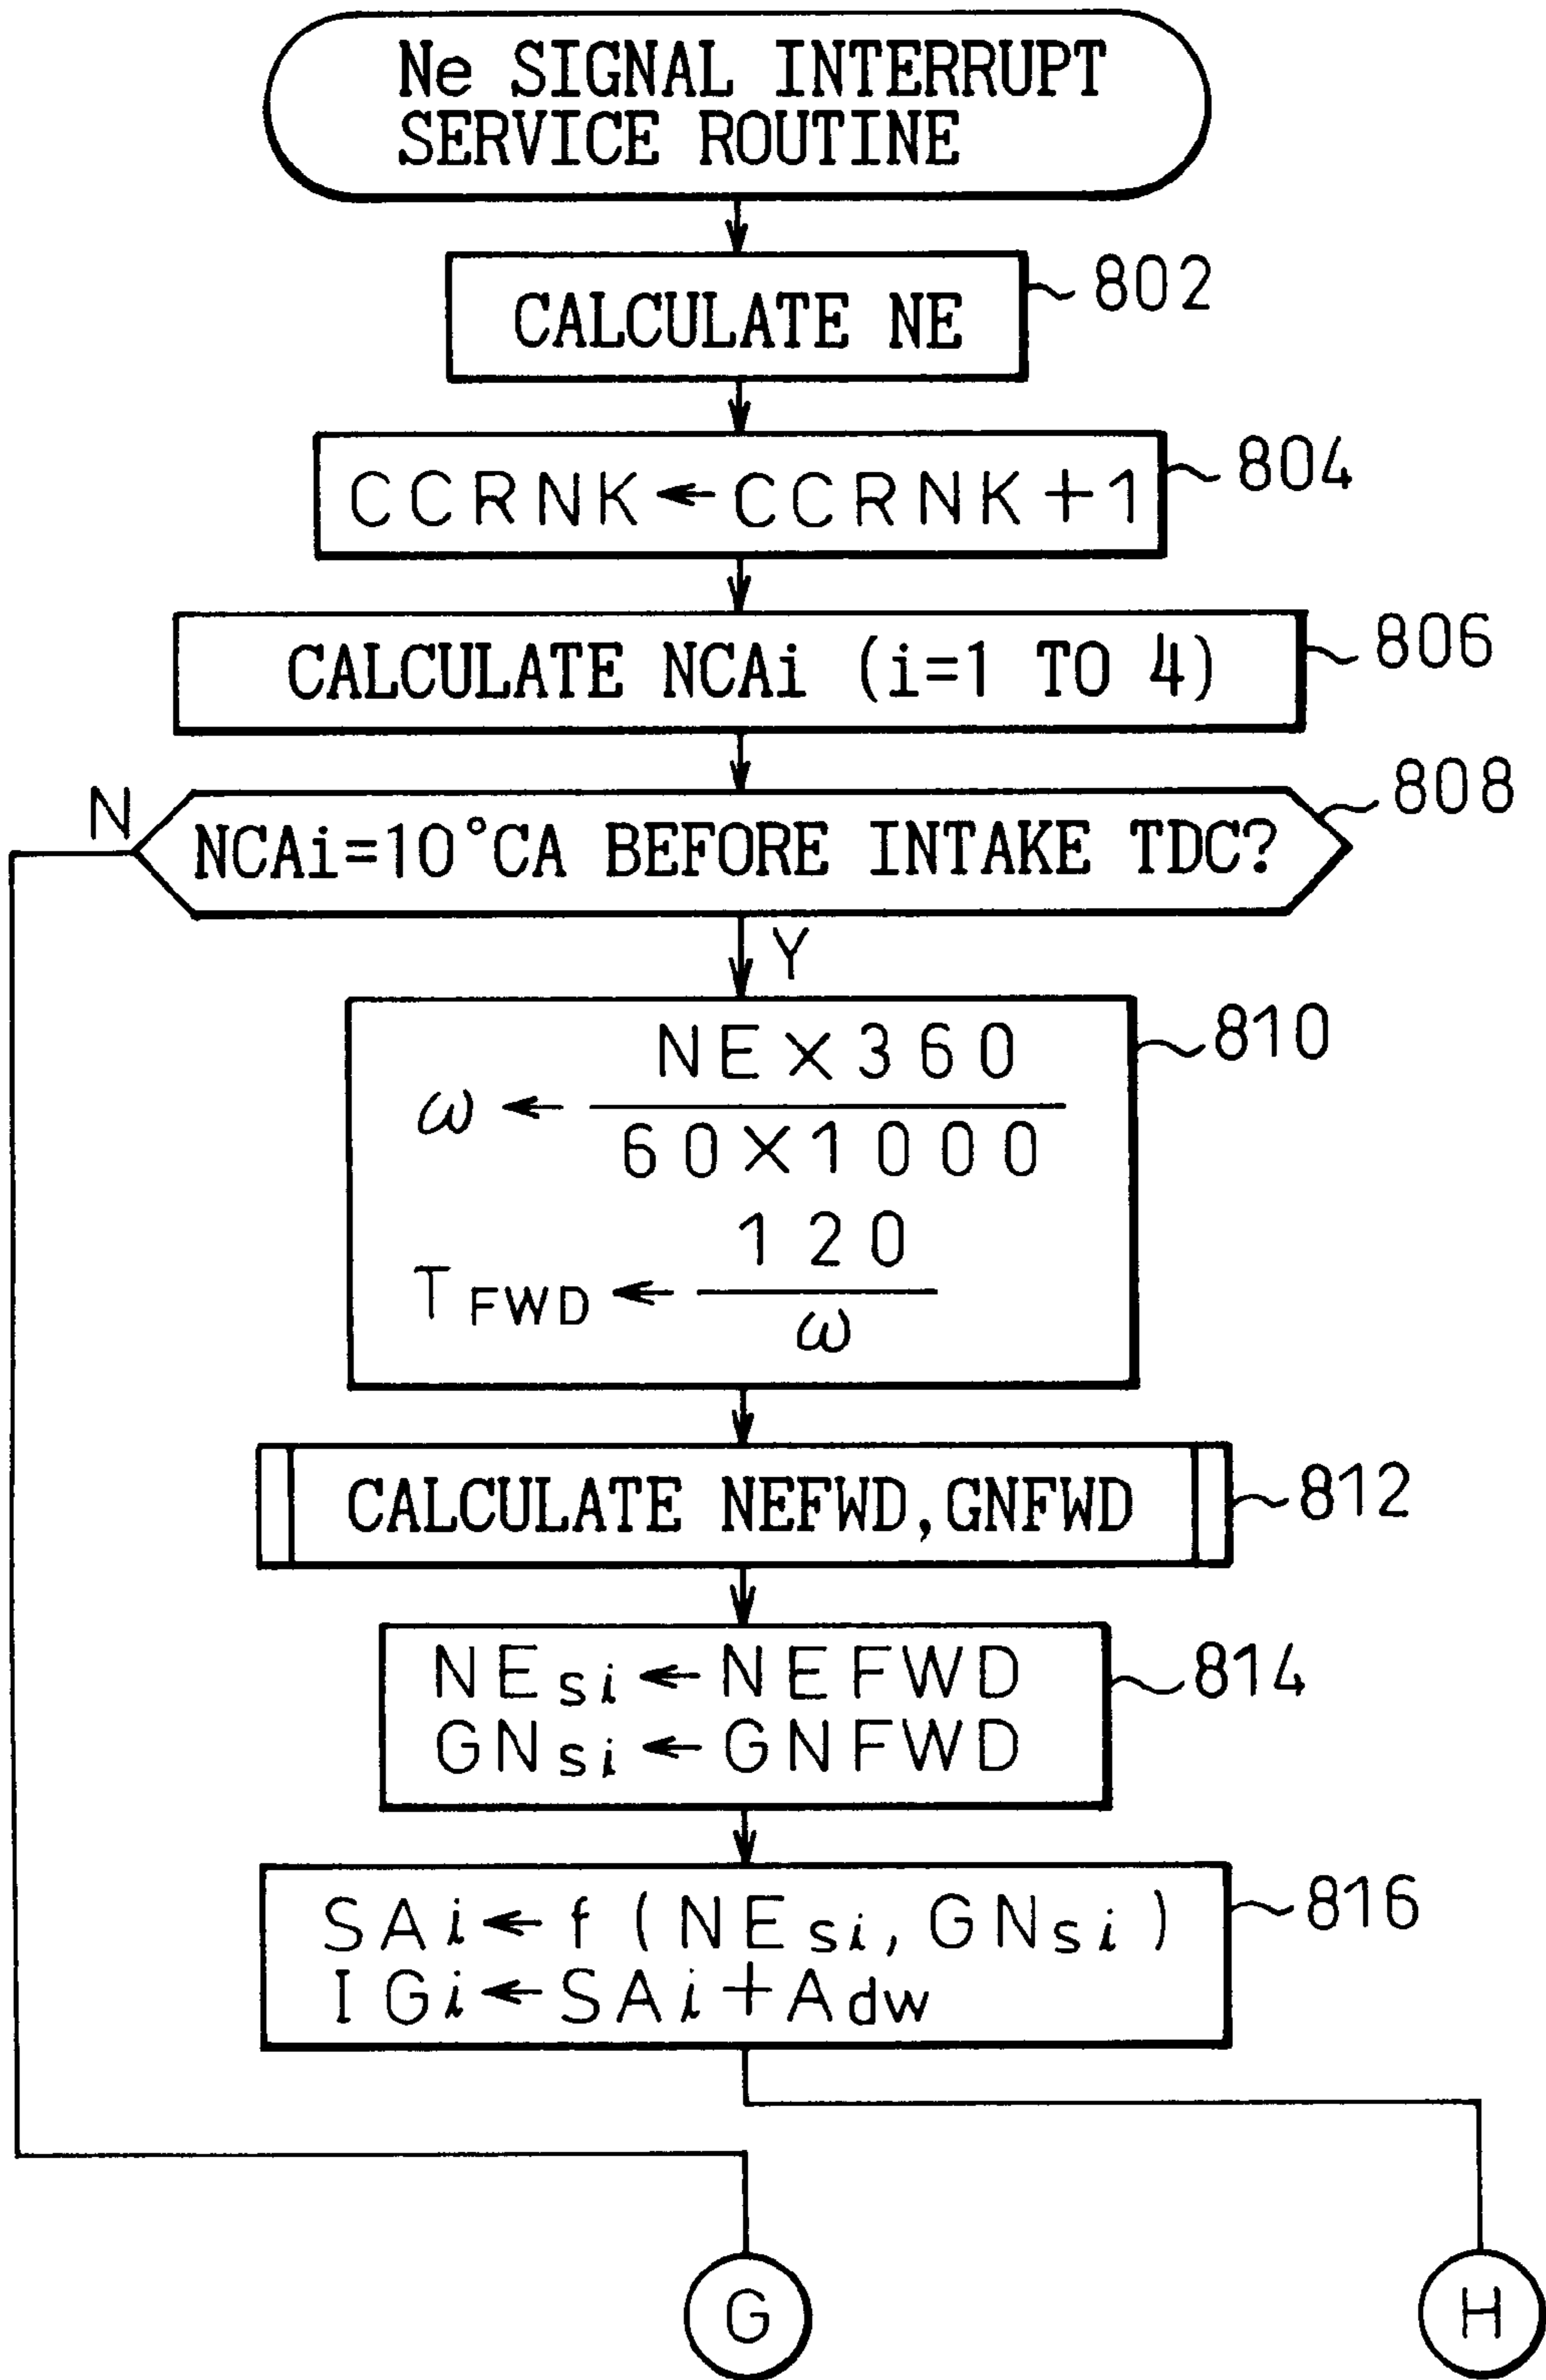 Ne SIGNAL INTERRUPT
SERVICE ROUTINE
CALCULATE NE
802
CCRNK←CCRNK+1
804
CALCULATE NCAi (i=1 TO 4)
806
808
N
NCAi=10°CA BEFORE INTAKE TDC?
Y
810
ω ← NE×360
60×1000
TFWD ← 120
ω
CALCULATE NEFWD,GNFWD
812
NEsi←NEFWD
814
GNsi←GNFWD
SAi←f(NEsi, GNsi)
816
IGi←SAi+Adw
G
H